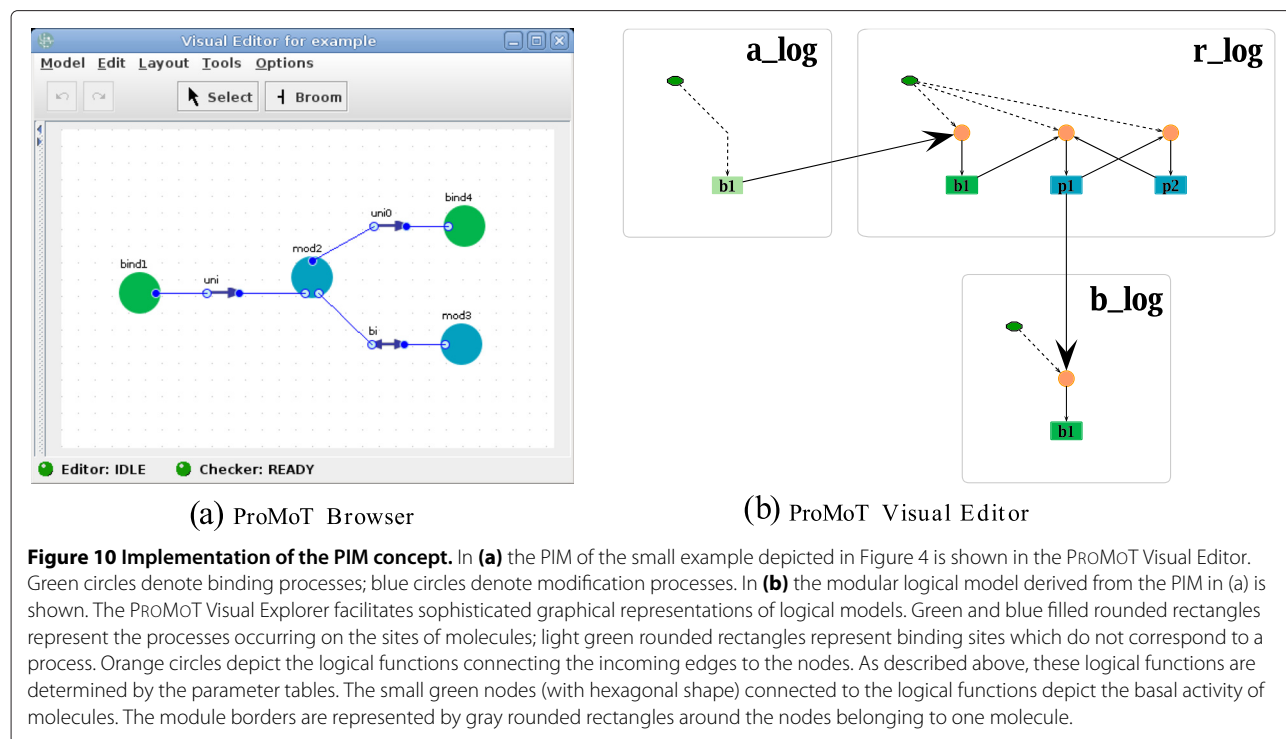 Visual Editor for example
Model Edit Layout Tools Options
Select Broom
bind4
uni0
mod2
bind1
uni
mod3
bi
Editor: IDLE Checker: READY
(a) ProMoT Browser
a_log
r_log
b1
b1
p1
p2
b_log
b1
(b) ProMoT Visual Editor
Figure 10 Implementation of the PIM concept. In (a) the PIM of the small example depicted in Figure 4 is shown in the PROMOT Visual Editor.
Green circles denote binding processes; blue circles denote modification processes. In (b) the modular logical model derived from the PIM in (a) is
shown. The PROMOT Visual Explorer facilitates sophisticated graphical representations of logical models. Green and blue filled rounded rectangles
represent the processes occurring on the sites of molecules; light green rounded rectangles represent binding sites which do not correspond to a
process. Orange circles depict the logical functions connecting the incoming edges to the nodes. As described above, these logical functions are
determined by the parameter tables. The small green nodes (with hexagonal shape) connected to the logical functions depict the basal activity of
molecules. The module borders are represented by gray rounded rectangles around the nodes belonging to one molecule.